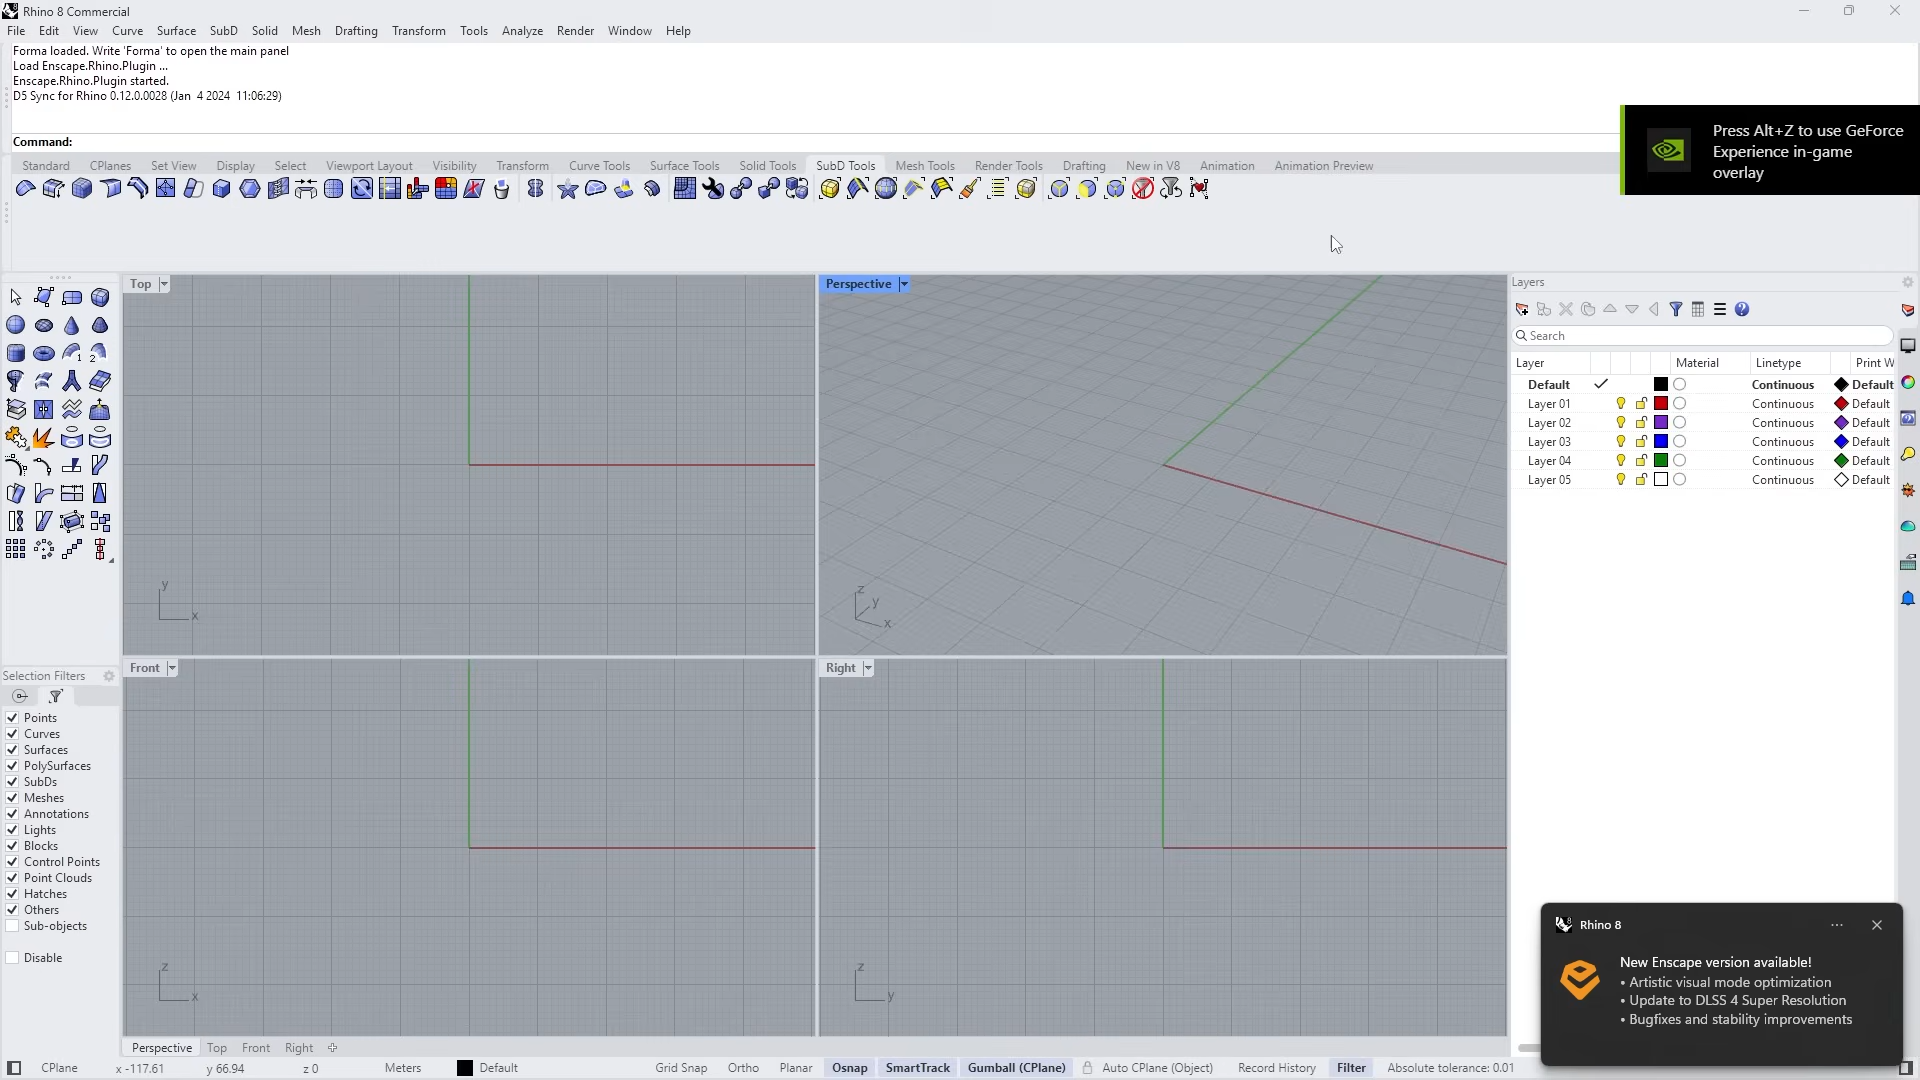 Rhino 8 Commercial
File Edit View Curve Surface SubD Solid Mesh Drafting Transform Tools Analyze Render Window Help
Forma loaded. Write 'Forma' to open the main panel
Load Enscape.Rhino.Plugin ...
Enscape.Rhino.Plugin started.
D5 Sync for Rhino 0.12.0.0028 (Jan 4 2024 11:06:29)
Command:
Press Alt+Z to use GeForce
Experience in-game
overlay
Standard CPlanes Set View Display Select Viewport Layout Visibility Transform Curve Tools Surface Tools Solid Tools SubD Tools Mesh Tools Render Tools Drafting New in V8 Animation Animation Preview
1
2
Top
y
x
Perspective
z
y
x
Front
z
x
Right
z
y
Layers
Search
Layer Material Linetype Print W
Default Continuous Default
Layer 01 Continuous Default
Layer 02 Continuous Default
Layer 03 Continuous Default
Layer 04 Continuous Default
Layer 05 Continuous Default
Selection Filters
Points
Curves
Surfaces
PolySurfaces
SubDs
Meshes
Annotations
Lights
Blocks
Control Points
Point Clouds
Hatches
Others
Sub-objects
Disable
Rhino 8
New Enscape version available!
• Artistic visual mode optimization
• Update to DLSS 4 Super Resolution
• Bugfixes and stability improvements
Perspective Top Front Right
CPlane x -117.61 y 66.94 z 0 Meters Default Grid Snap Ortho Planar Osnap SmartTrack Gumball (CPlane) Auto CPlane (Object) Record History Filter Absolute tolerance: 0.01